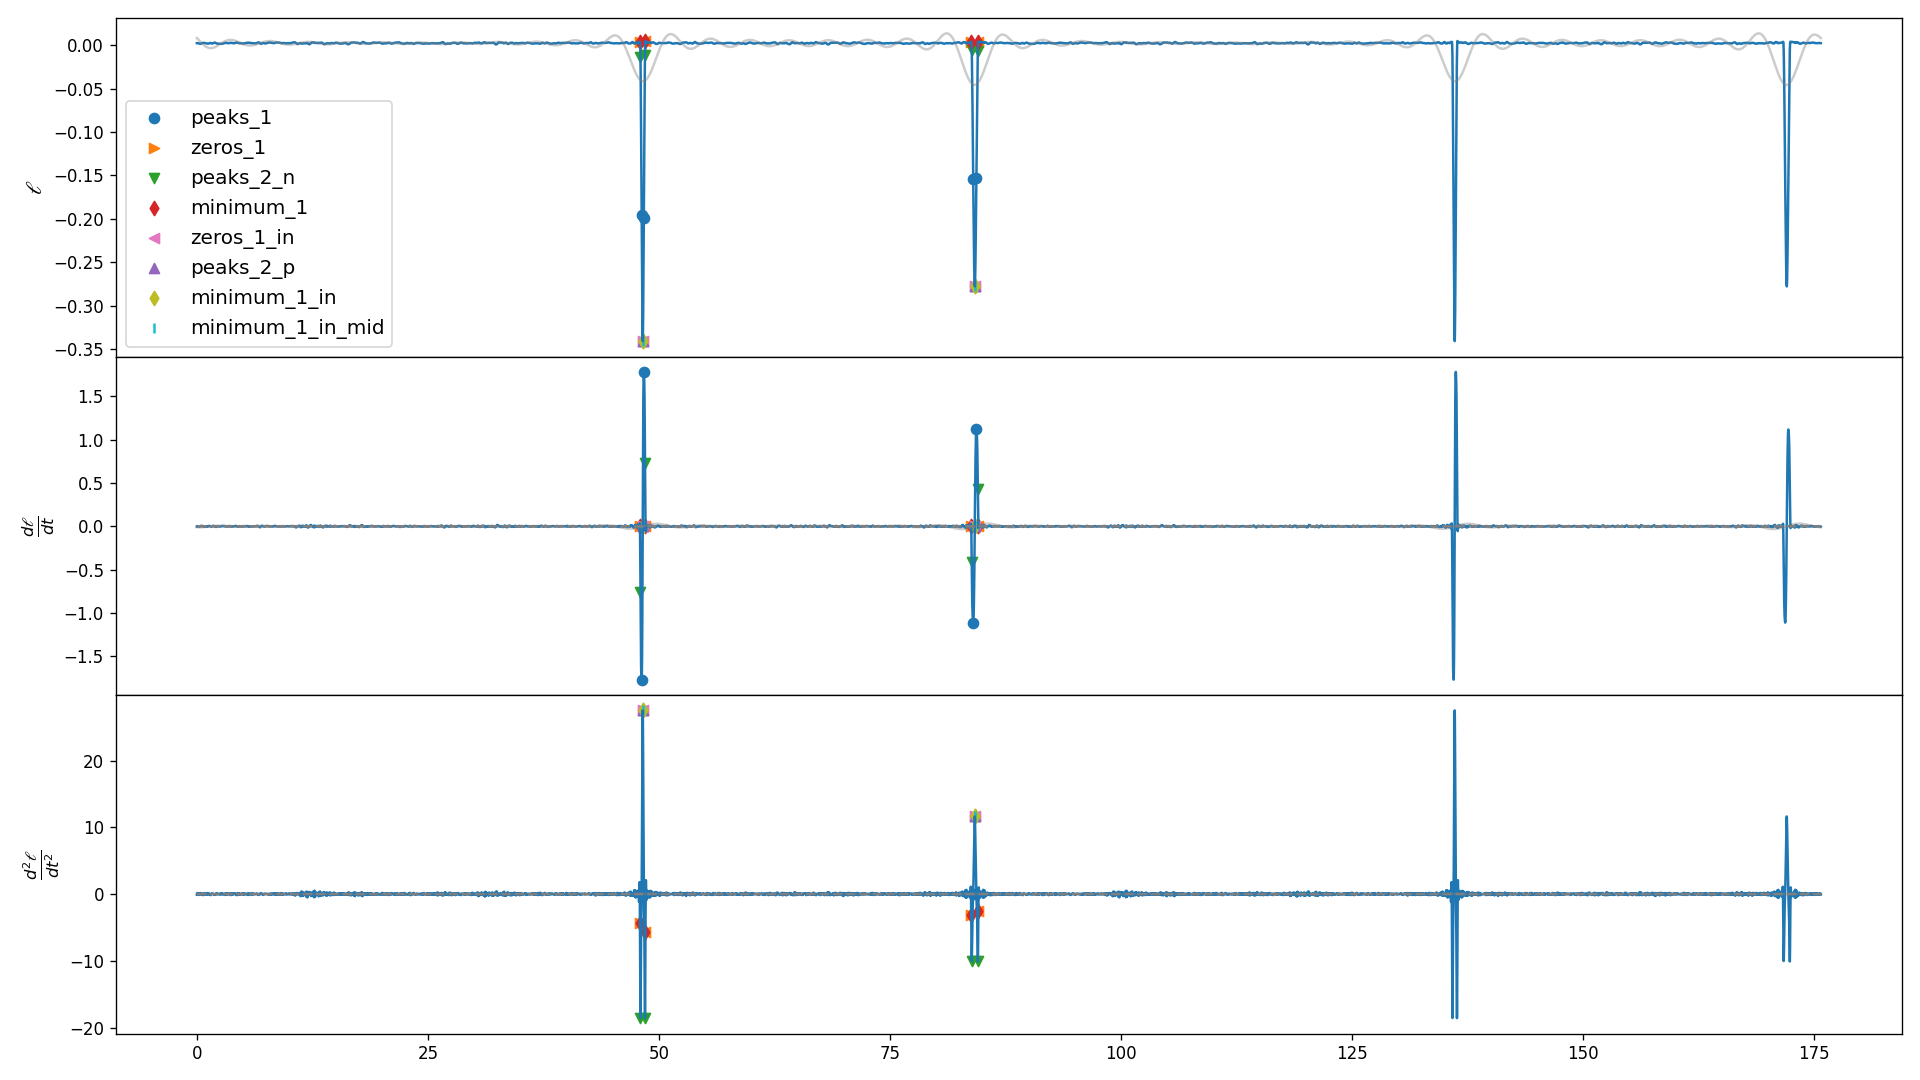 0.00
−0.05
−0.10
−0.15
−0.20
−0.25
−0.30
−0.35
ℓ
peaks_1
zeros_1
peaks_2_n
minimum_1
zeros_1_in
peaks_2_p
minimum_1_in
minimum_1_in_mid
1.5
1.0
0.5
0.0
−0.5
−1.0
−1.5
dℓ/dt
20
10
0
−10
−20
d²ℓ/dt²
0 25 50 75 100 125 150 175